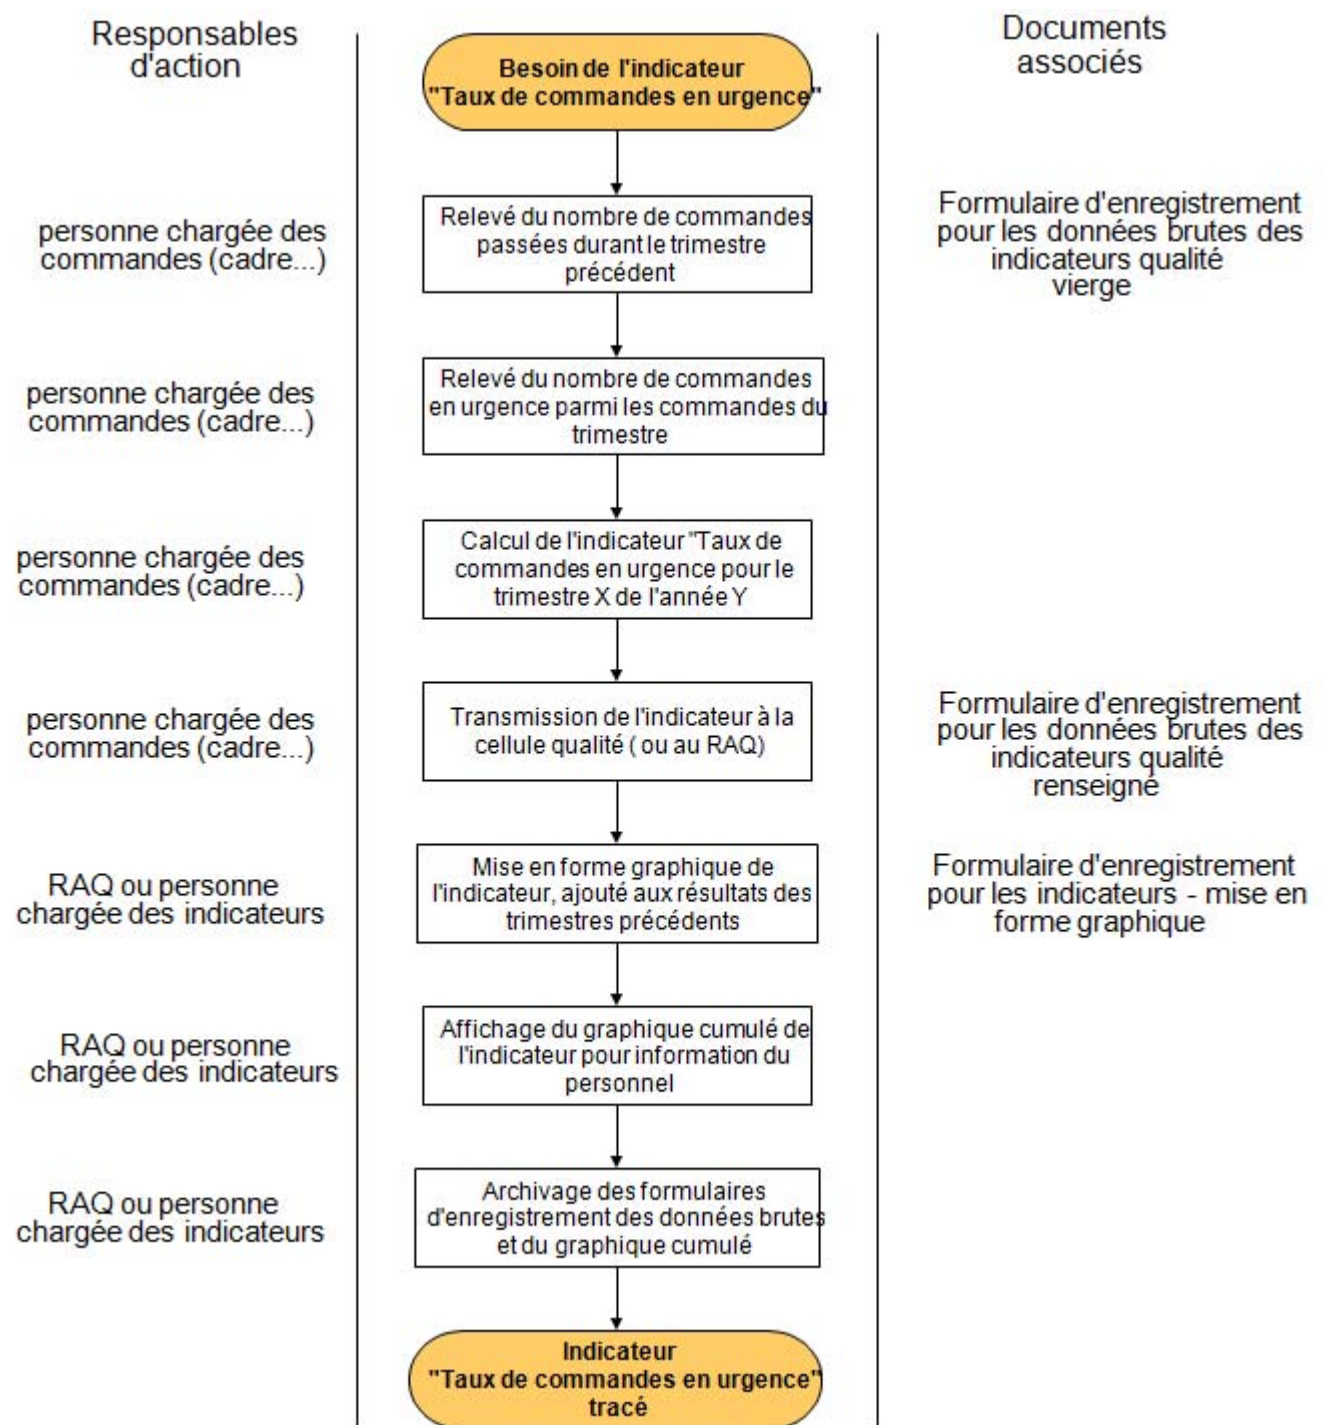 Responsables
d'action
Documents
associés
Besoin de l'indicateur
"Taux de commandes en urgence"
personne chargée des
commandes (cadre...)
Relevé du nombre de commandes
passées durant le trimestre
précédent
Formulaire d'enregistrement
pour les données brutes des
indicateurs qualité
vierge
personne chargée des
commandes (cadre...)
Relevé du nombre de commandes
en urgence parmi les commandes du
trimestre
personne chargée des
commandes (cadre...)
Calcul de l'indicateur "Taux de
commandes en urgence pour le
trimestre X de l'année Y
personne chargée des
commandes (cadre...)
Transmission de l'indicateur à la
cellule qualité ( ou au RAQ)
Formulaire d'enregistrement
pour les données brutes des
indicateurs qualité
renseigné
RAQ ou personne
chargée des indicateurs
Mise en forme graphique de
l'indicateur, ajouté aux résultats des
trimestres précédents
Formulaire d'enregistrement
pour les indicateurs - mise en
forme graphique
RAQ ou personne
chargée des indicateurs
Affichage du graphique cumulé de
l'indicateur pour information du
personnel
RAQ ou personne
chargée des indicateurs
Archivage des formulaires
d'enregistrement des données brutes
et du graphique cumulé
Indicateur
"Taux de commandes en urgence"
tracé